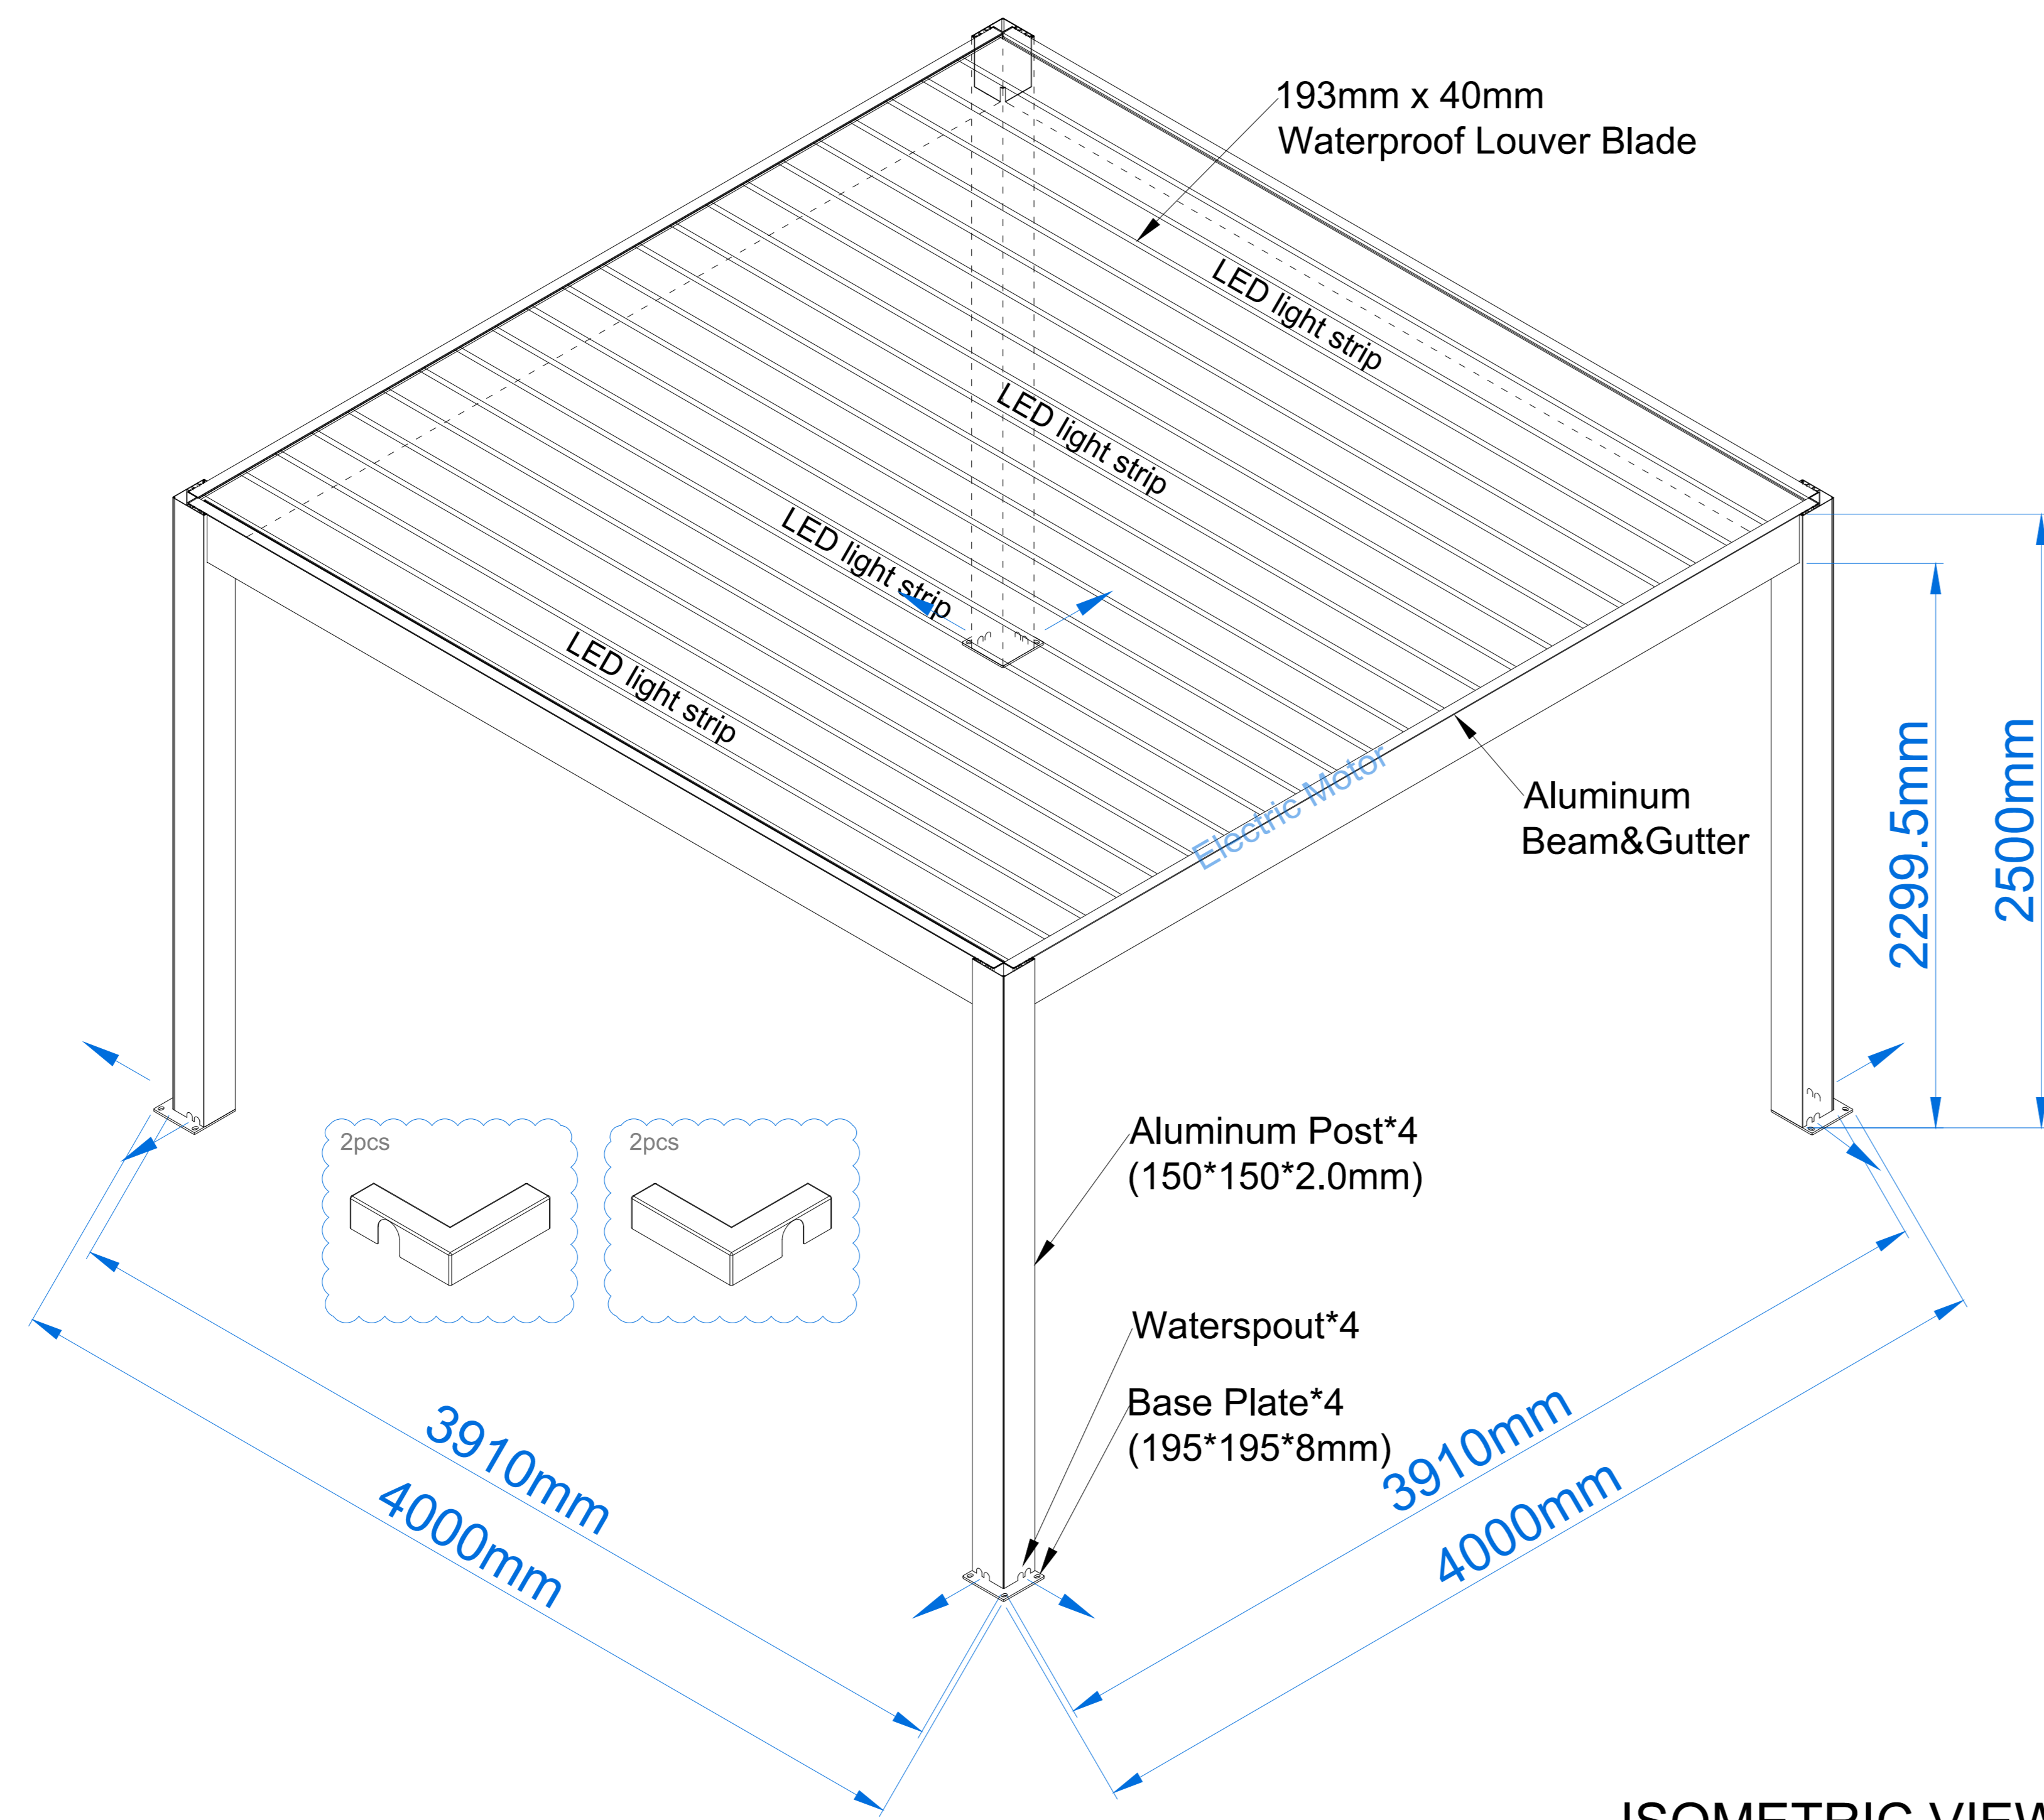 193mm x 40mm
Waterproof Louver Blade
LED light strip
LED light strip
LED light strip
LED light strip
Electric Motor
Aluminum
Beam&Gutter
2299.5mm
2500mm
2pcs
2pcs
Aluminum Post*4
(150*150*2.0mm)
Waterspout*4
Base Plate*4
(195*195*8mm)
3910mm
4000mm
3910mm
4000mm
ISOMETRIC VIEW